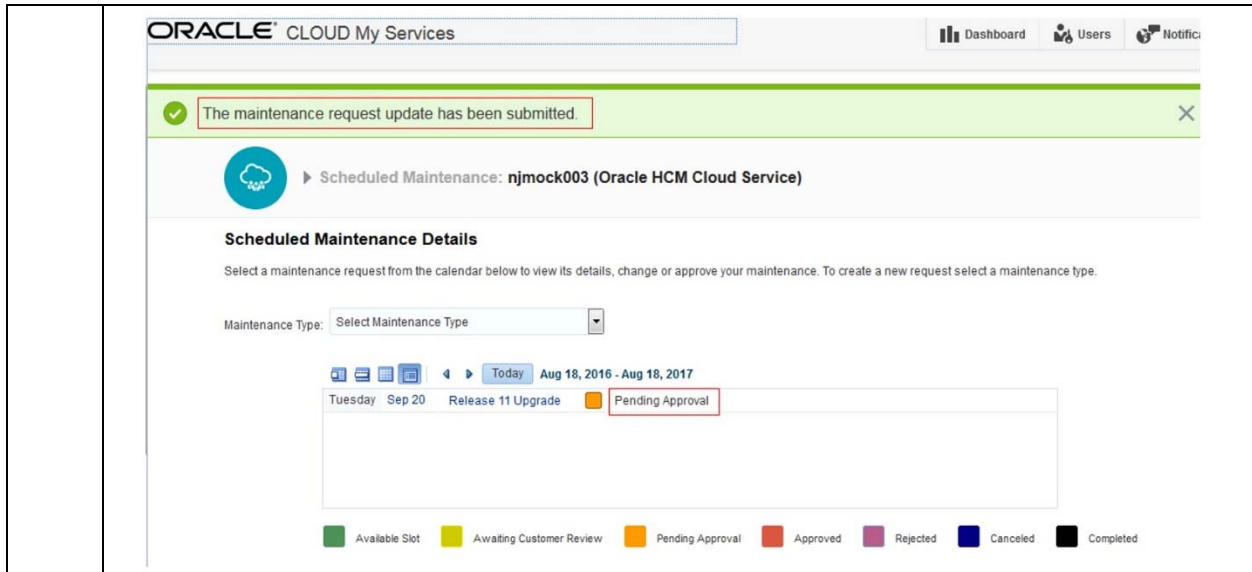 ORACLE CLOUD My Services Dashboard Users Notifica
The maintenance request update has been submitted.
Scheduled Maintenance: njmock003 (Oracle HCM Cloud Service)
Scheduled Maintenance Details
Select a maintenance request from the calendar below to view its details, change or approve your maintenance. To create a new request select a maintenance type.
Maintenance Type: Select Maintenance Type
Today Aug 18, 2016 - Aug 18, 2017
Tuesday Sep 20 Release 11 Upgrade Pending Approval
Available Slot Awaiting Customer Review Pending Approval Approved Rejected Canceled Completed